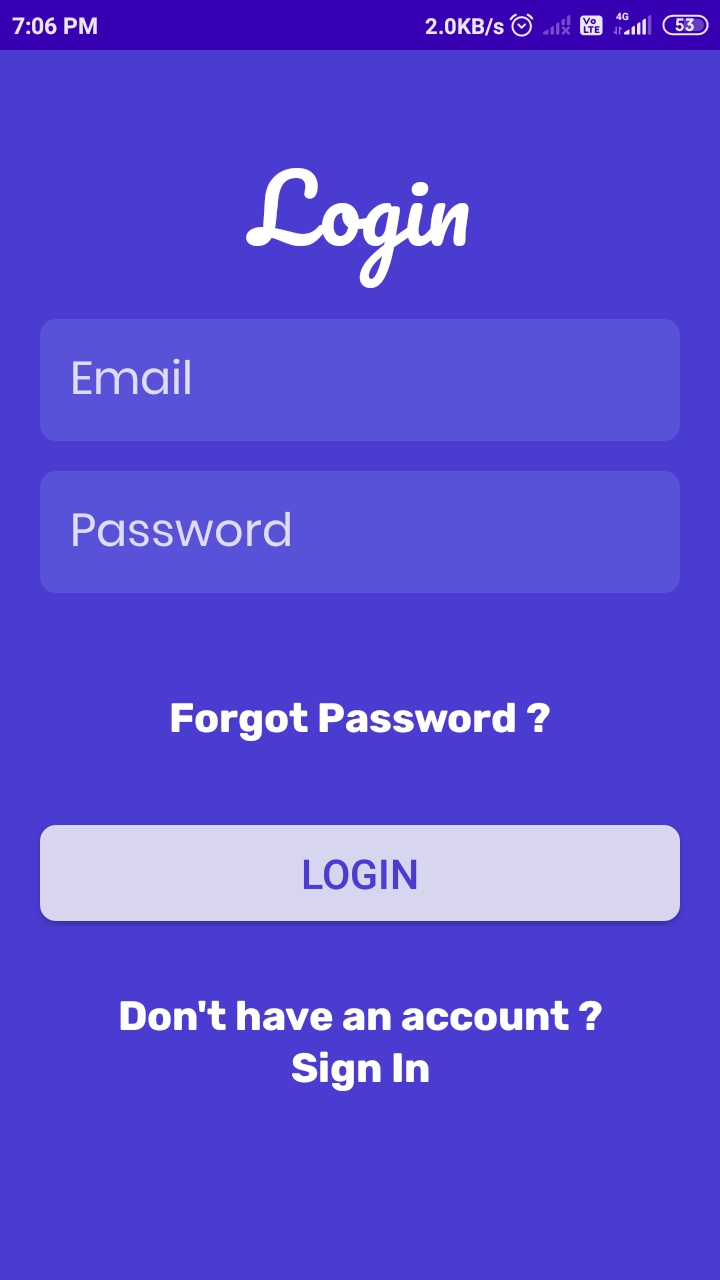 7:06 PM 2.0KB/s Vo LTE 4G 53
Login
Email
Password
Forgot Password ?
LOGIN
Don't have an account ?
Sign In